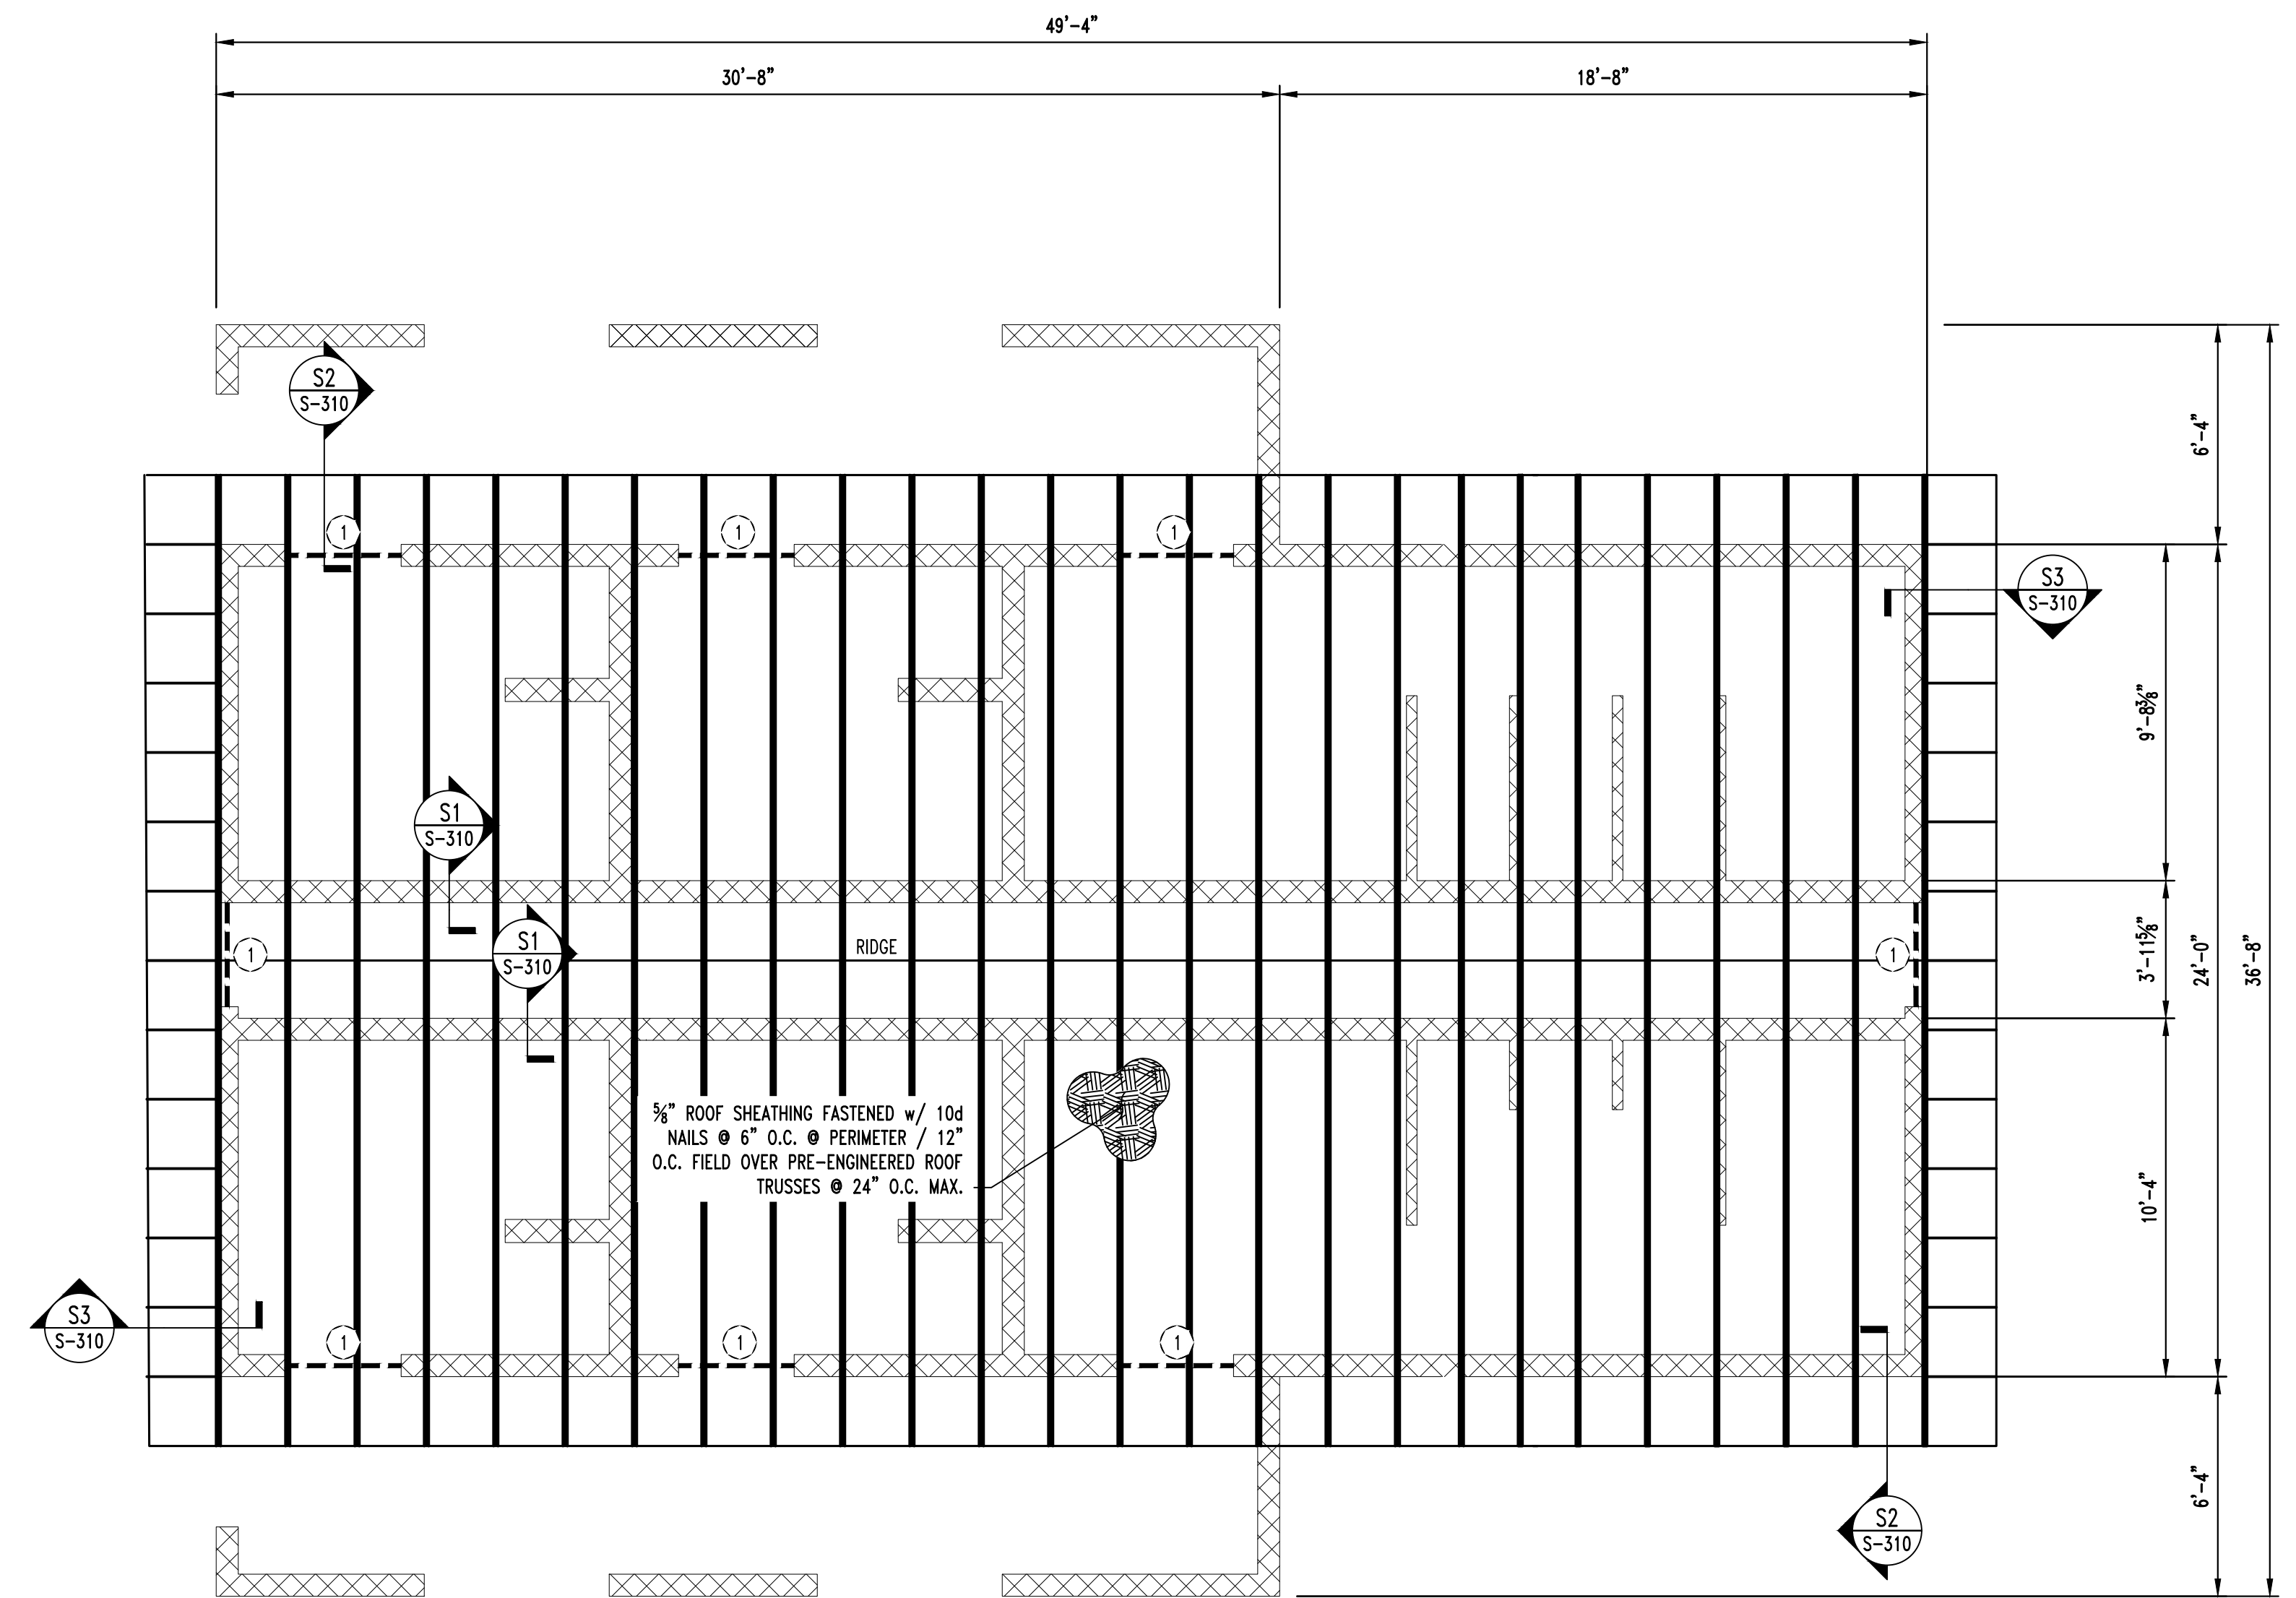 49'-4"
30'-8"
18'-8"
S2
S-310
6'-4"
1
1
1
S3
S-310
9'-8⅜"
S1
S-310
S1
S-310
RIDGE
1
1
3'-11⅝"
24'-0"
36'-8"
⅝" ROOF SHEATHING FASTENED w/ 10d
NAILS @ 6" O.C. @ PERIMETER / 12"
O.C. FIELD OVER PRE-ENGINEERED ROOF
TRUSSES @ 24" O.C. MAX.
10'-4"
S3
S-310
1
1
1
6'-4"
S2
S-310